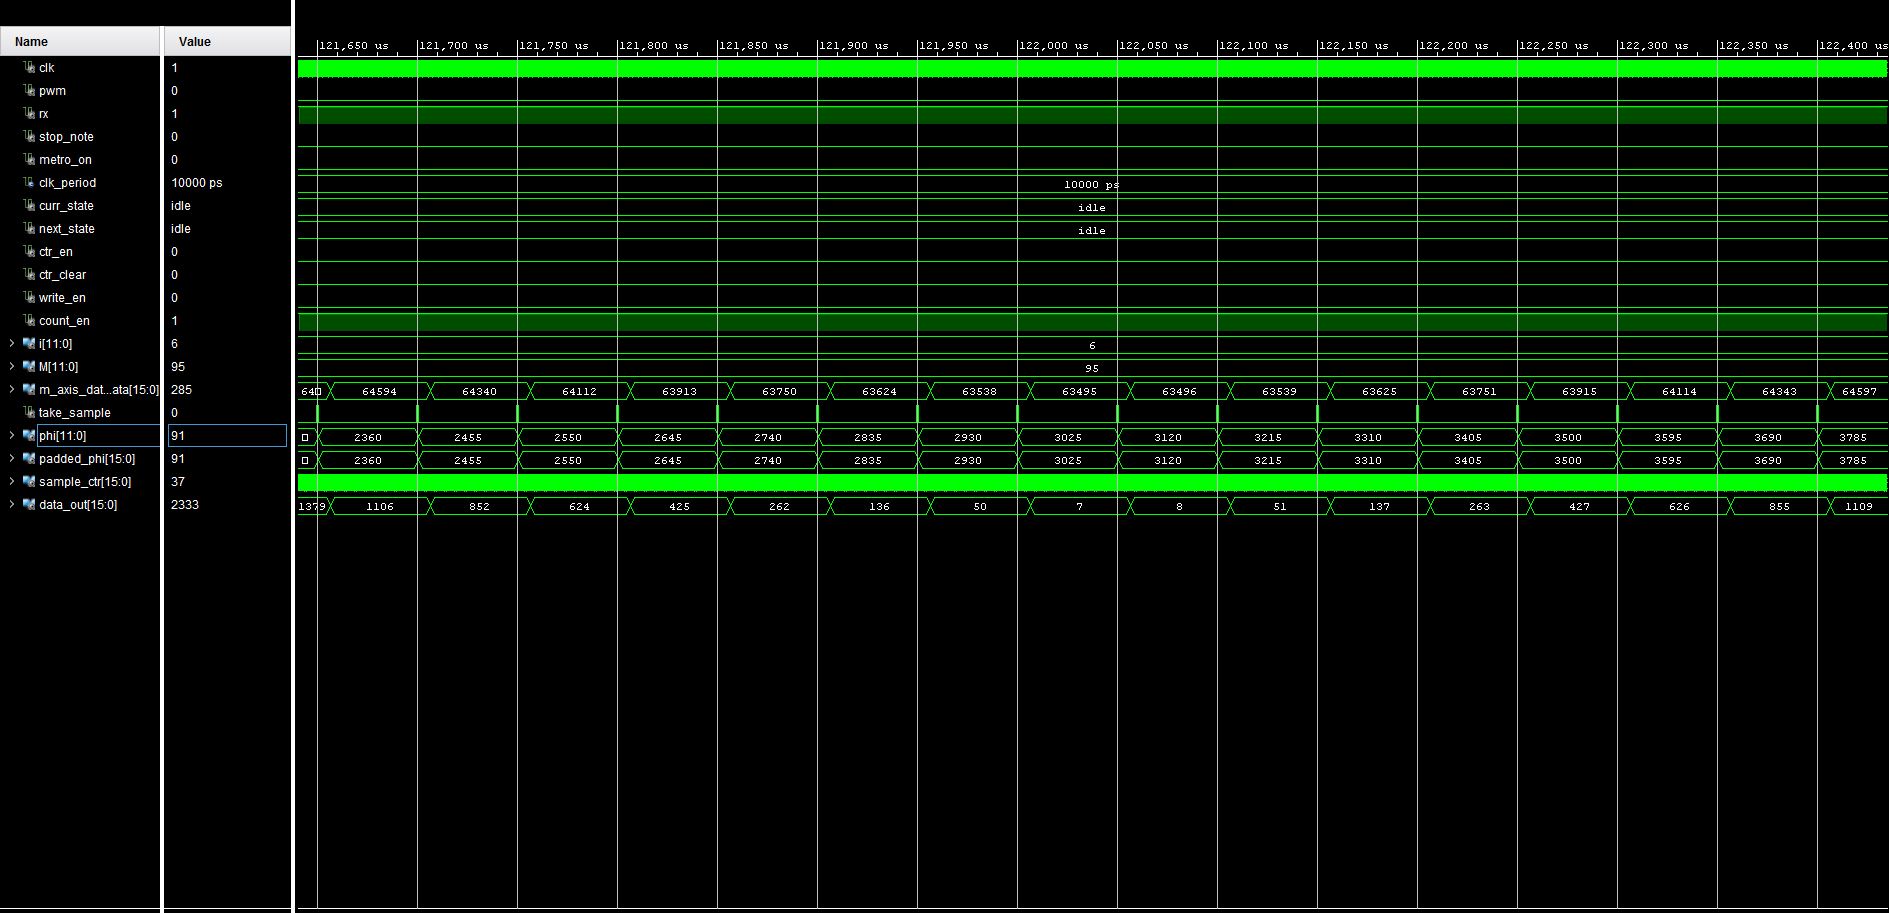 Name Value
121,650 us 121,700 us 121,750 us 121,800 us 121,850 us 121,900 us 121,950 us 122,000 us 122,050 us 122,100 us 122,150 us 122,200 us 122,250 us 122,300 us 122,350 us 122,400 us
clk 1
pwm 0
rx 1
stop_note 0
metro_on 0
clk_period 10000 ps 10000 ps
curr_state idle idle
next_state idle idle
ctr_en 0
ctr_clear 0
write_en 0
count_en 1
i[11:0] 6 6
M[11:0] 95 95
m_axis_dat...ata[15:0] 285 640 64594 64340 64112 63913 63750 63624 63538 63495 63496 63539 63625 63751 63915 64114 64343 64597
take_sample 0
phi[11:0] 91 2360 2455 2550 2645 2740 2835 2930 3025 3120 3215 3310 3405 3500 3595 3690 3785
padded_phi[15:0] 91 2360 2455 2550 2645 2740 2835 2930 3025 3120 3215 3310 3405 3500 3595 3690 3785
sample_ctr[15:0] 37
data_out[15:0] 2333 1379 1106 852 624 425 262 136 50 7 8 51 137 263 427 626 855 1109